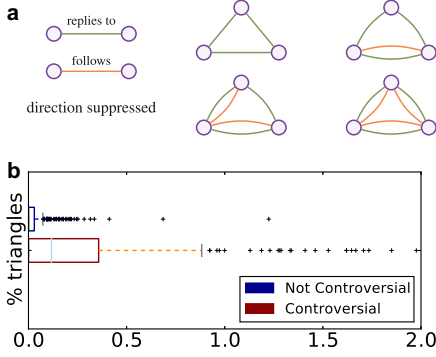 a
replies to
follows
direction suppressed
b
% triangles
Not Controversial
Controversial
0.0 0.5 1.0 1.5 2.0